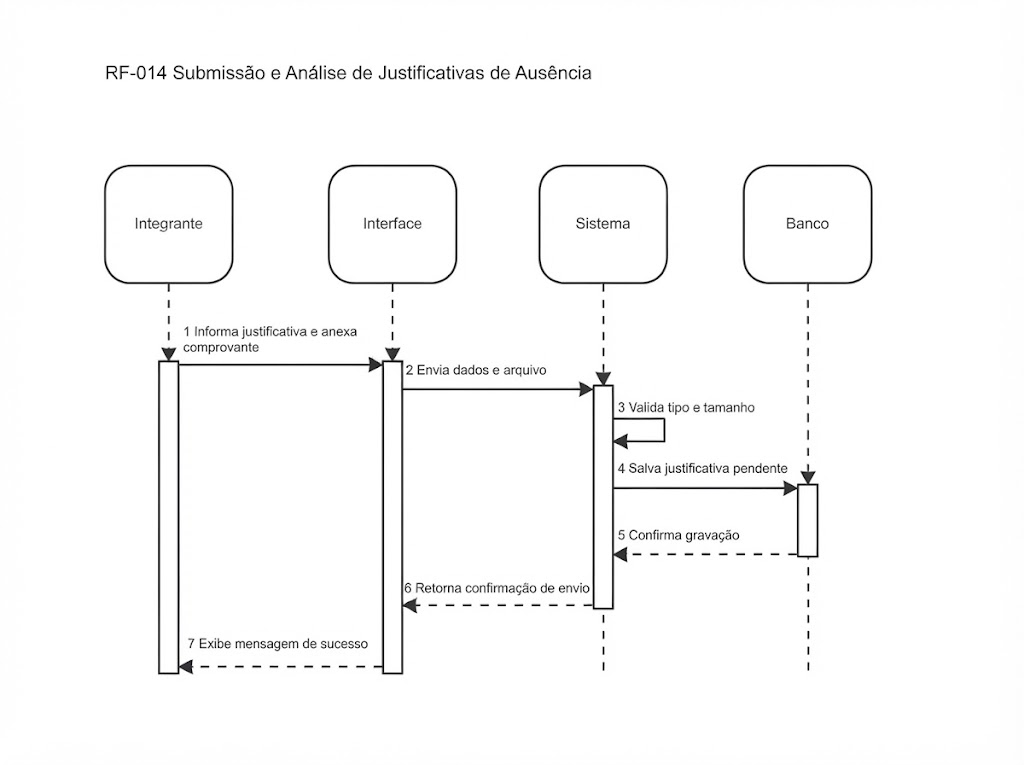 RF-014 Submissão e Análise de Justificativas de Ausência
Integrante
Interface
Sistema
Banco
1 Informa justificativa e anexa
comprovante
2 Envia dados e arquivo
3 Valida tipo e tamanho
4 Salva justificativa pendente
5 Confirma gravação
6 Retorna confirmação de envio
7 Exibe mensagem de sucesso